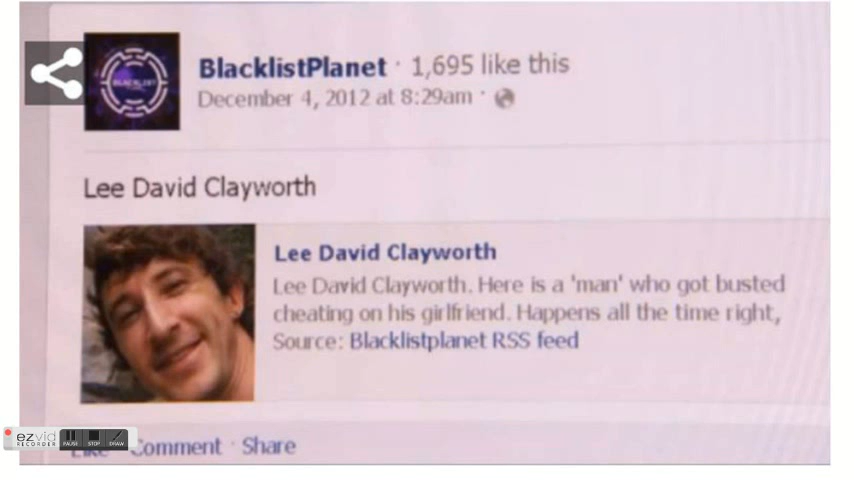 BLACKLIST
BlacklistPlanet · 1,695 like this
December 4, 2012 at 8:29am ·
Lee David Clayworth
Lee David Clayworth
Lee David Clayworth. Here is a 'man' who got busted
cheating on his girlfriend. Happens all the time right,
Source: Blacklistplanet RSS feed
Like · Comment · Share
ezvid
RECORDER
PAUSE STOP DRAW